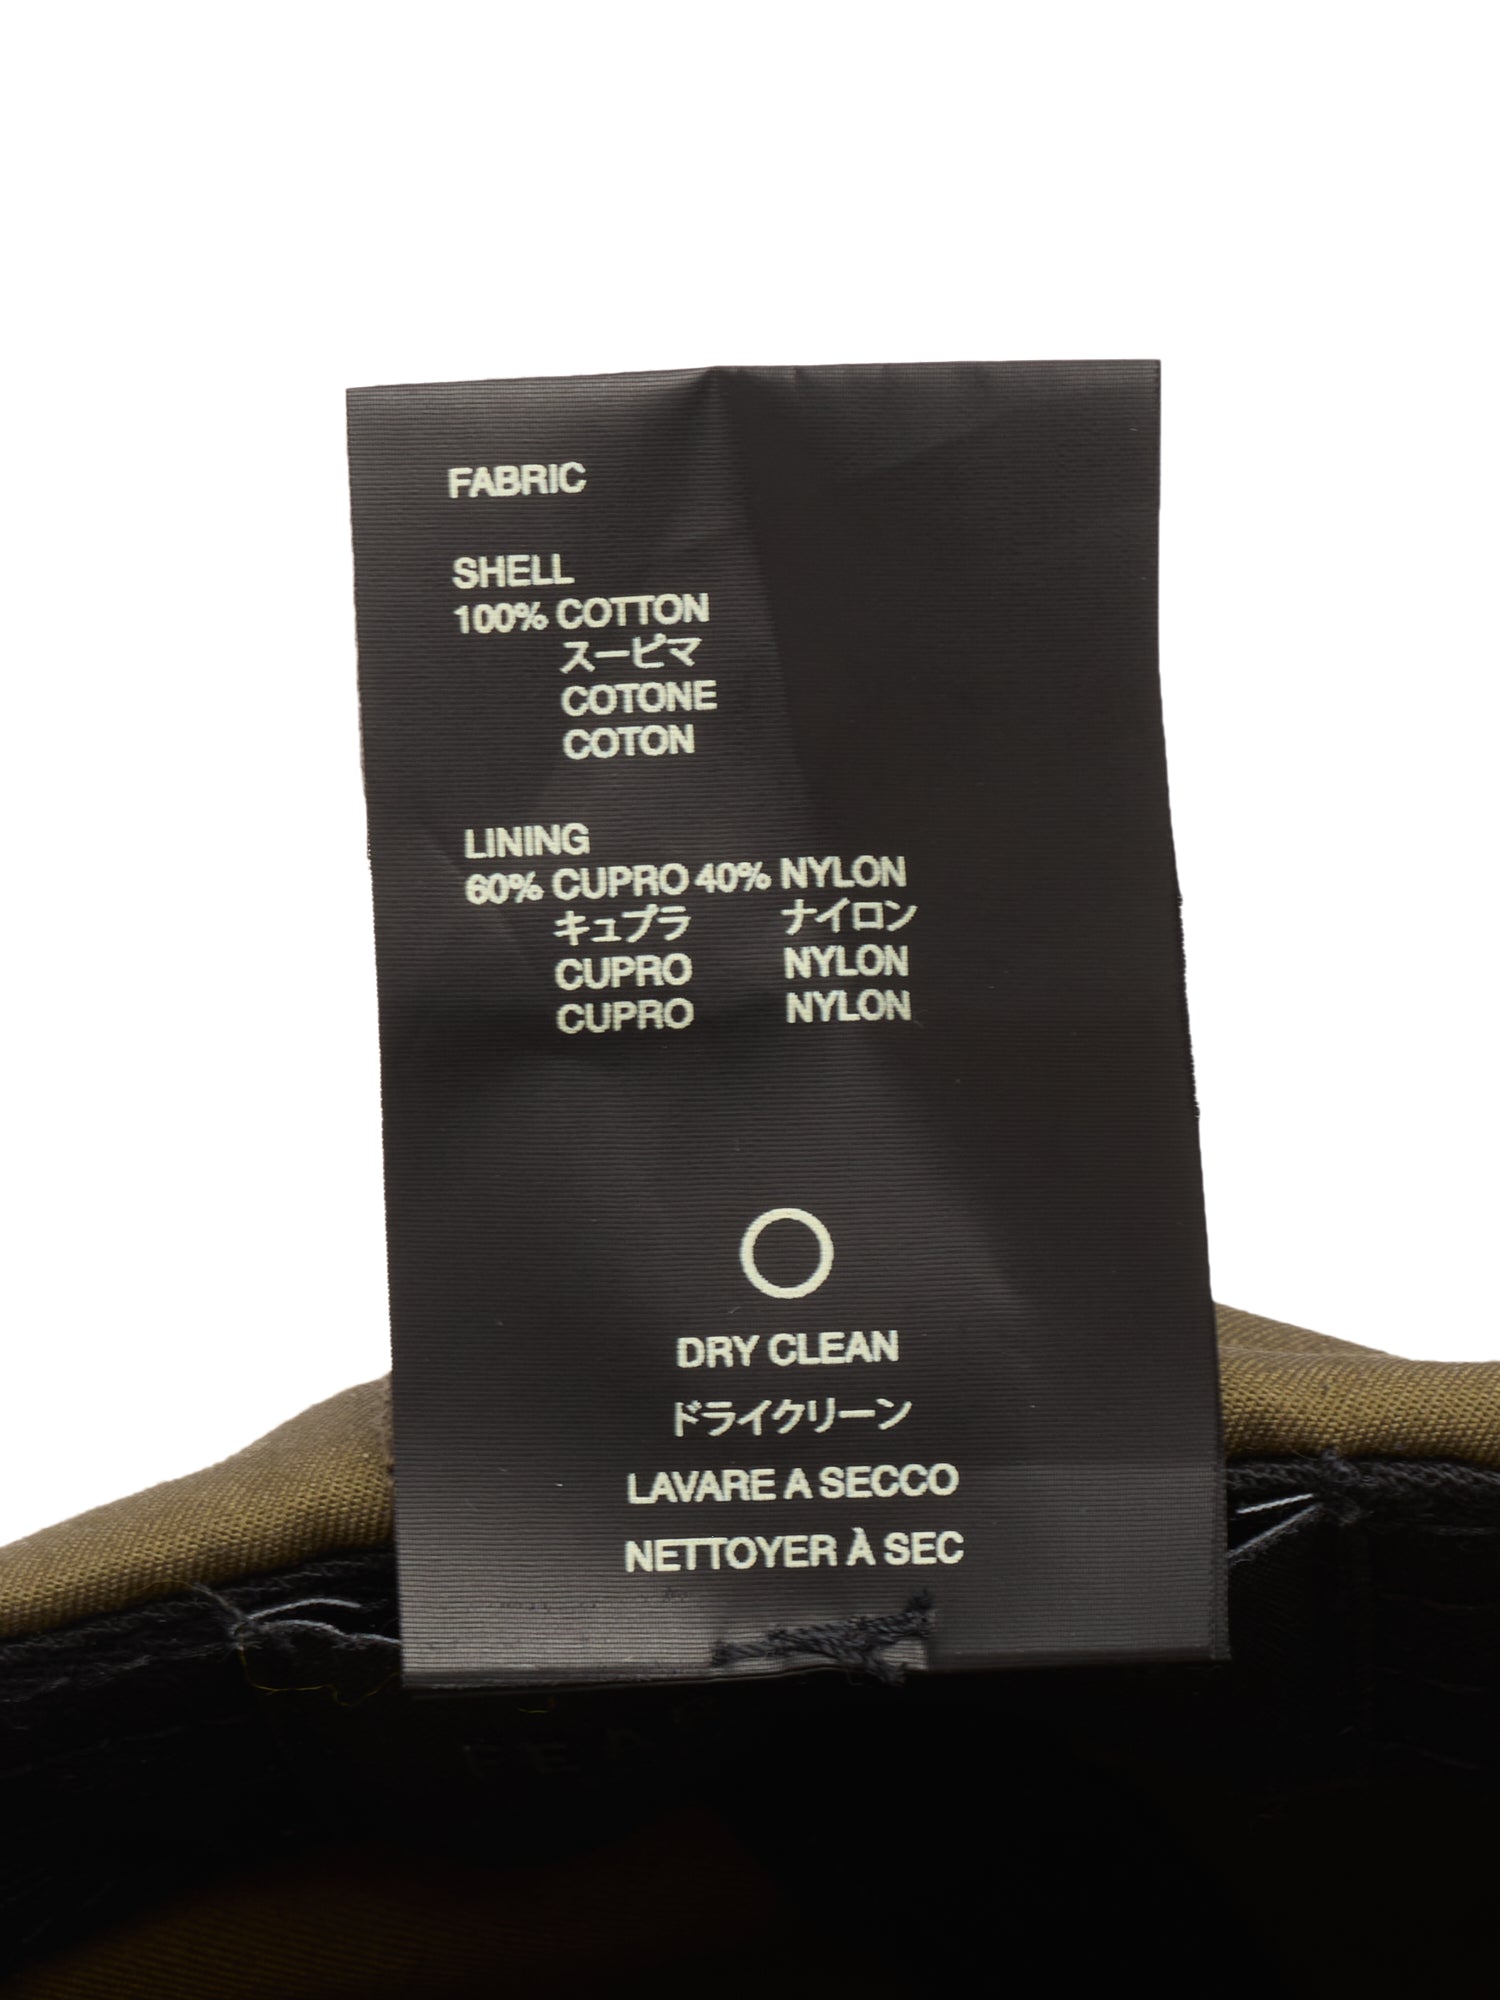 FABRIC
SHELL
100% COTTON
スーピマ
COTONE
COTON
LINING
60% CUPRO 40% NYLON
キュプラ ナイロン
CUPRO NYLON
CUPRO NYLON
DRY CLEAN
ドライクリーン
LAVARE A SECCO
NETTOYER À SEC